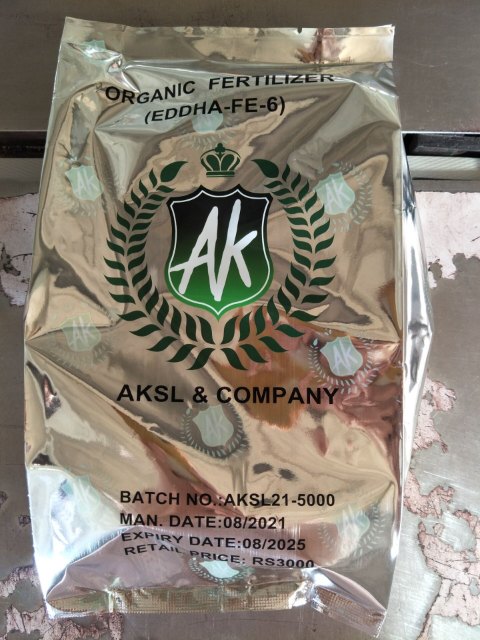 ORGANIC FERTILIZER
(EDDHA-FE-6)
Ak
AKSL & COMPANY
BATCH NO.:AKSL21-5000
MAN. DATE:08/2021
EXPIRY DATE:08/2025
RETAIL PRICE: RS3000